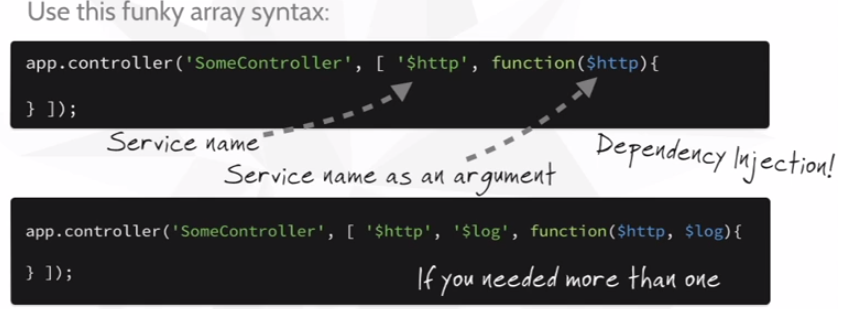 Use this funky array syntax:
app.controller('SomeController', [ '$http', function($http){
} ]);
Service name
Service name as an argument
Dependency Injection!
app.controller('SomeController', [ '$http', '$log', function($http, $log){
} ]);
If you needed more than one